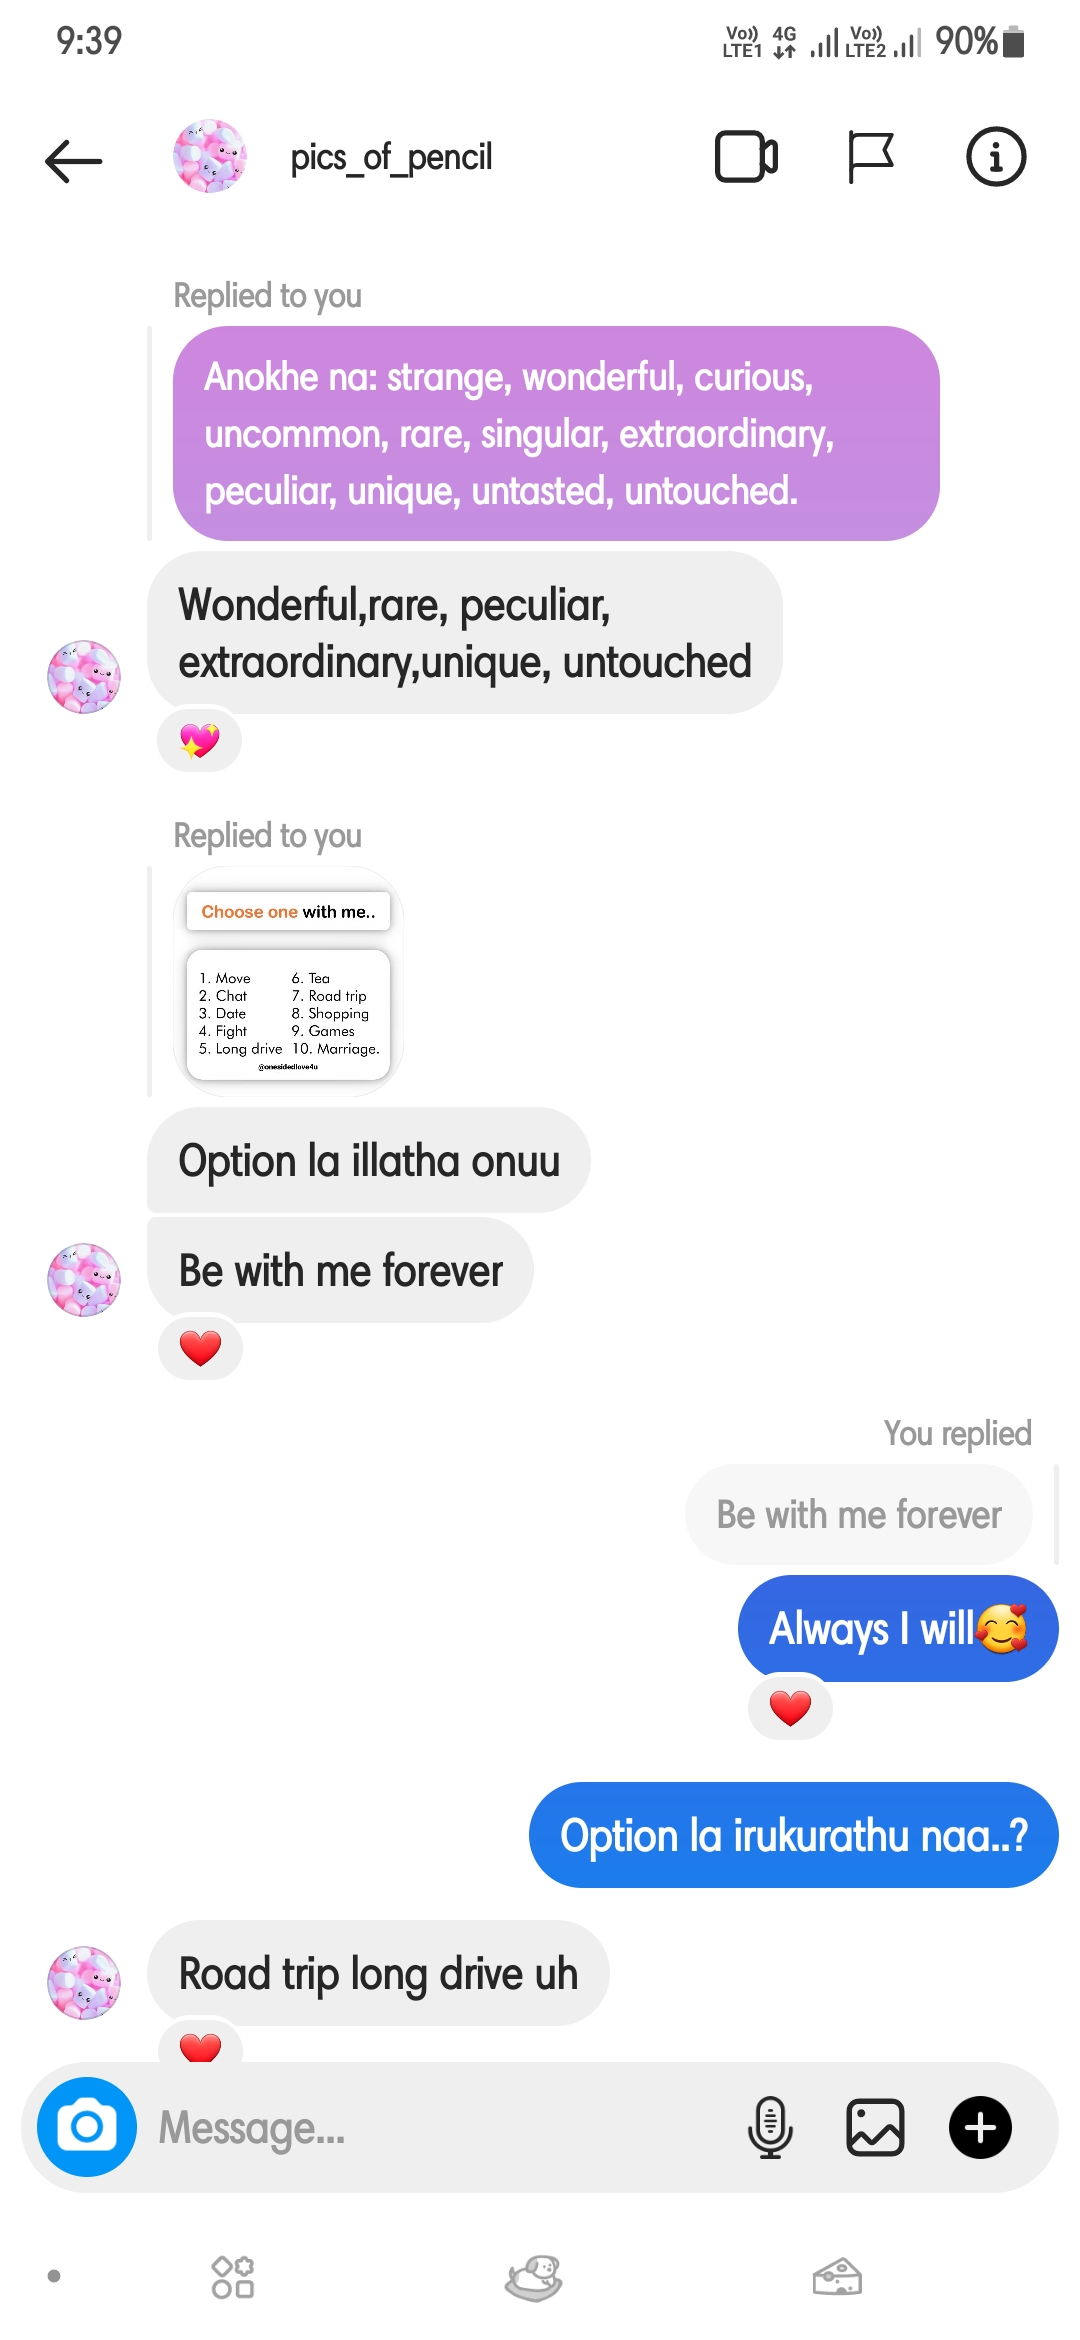 9:39
Vo)) LTE1 4G Vo)) LTE2 90%
pics_of_pencil
Replied to you
Anokhe na: strange, wonderful, curious,
uncommon, rare, singular, extraordinary,
peculiar, unique, untasted, untouched.
Wonderful,rare, peculiar,
extraordinary,unique, untouched
Replied to you
Choose one with me..
1. Move 6. Tea
2. Chat 7. Road trip
3. Date 8. Shopping
4. Fight 9. Games
5. Long drive 10. Marriage.
@onesidedlove4u
Option la illatha onuu
Be with me forever
You replied
Be with me forever
Always I will🥰
Option la irukurathu naa..?
Road trip long drive uh
Message...